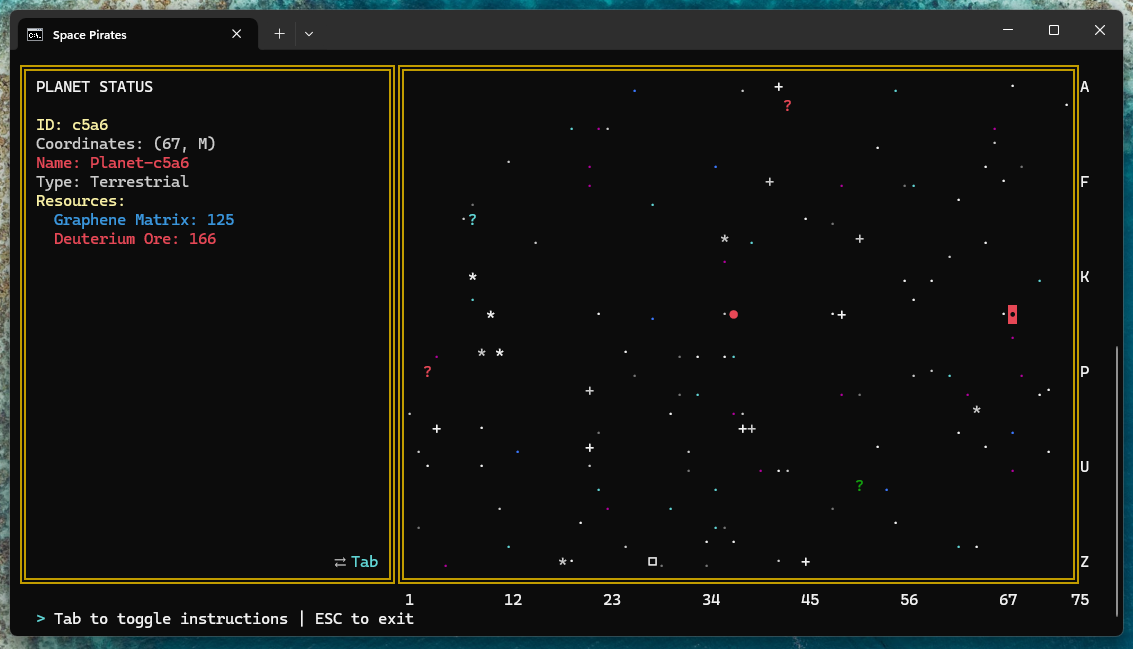 Space Pirates
PLANET STATUS
ID: c5a6
Coordinates: (67, M)
Name: Planet-c5a6
Type: Terrestrial
Resources:
Graphene Matrix: 125
Deuterium Ore: 166
⇄ Tab
A
F
K
P
U
Z
1 12 23 34 45 56 67 75
> Tab to toggle instructions | ESC to exit